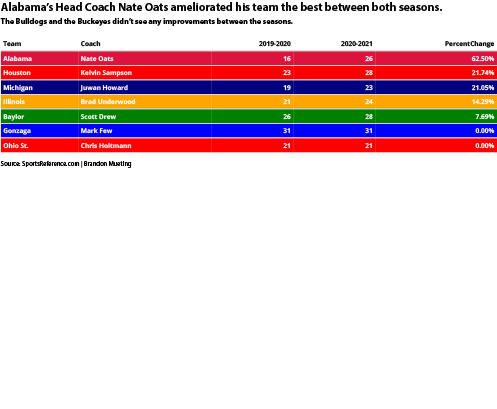 Alabama's Head Coach Nate Oats ameliorated his team the best between both seasons.
The Bulldogs and the Buckeyes didn't see any improvements between the seasons.
Team Coach 2019-2020 2020-2021 PercentChange
Alabama Nate Oats 16 26 62.50%
Houston Kelvin Sampson 23 28 21.74%
Michigan Juwan Howard 19 23 21.05%
Illinois Brad Underwood 21 24 14.29%
Baylor Scott Drew 26 28 7.69%
Gonzaga Mark Few 31 31 0.00%
Ohio St. Chris Holtmann 21 21 0.00%
Source: SportsReference.com | Brandon Mueting